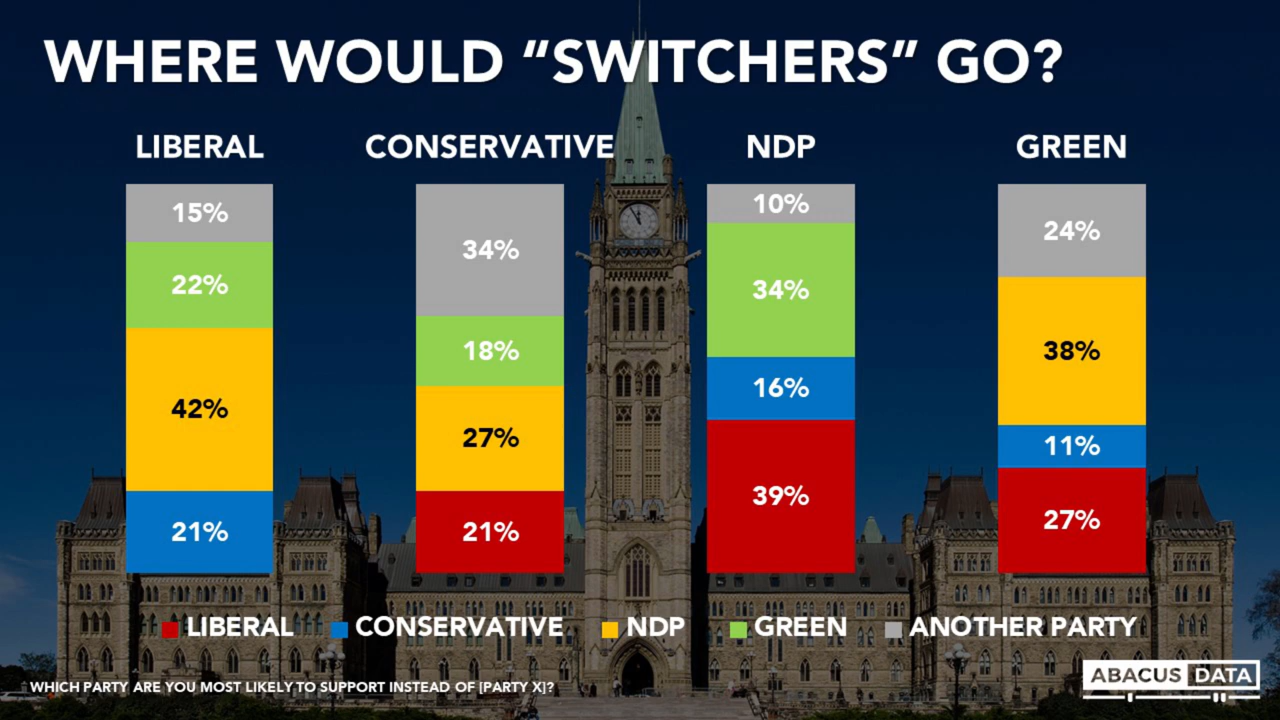 WHERE WOULD “SWITCHERS” GO?
LIBERAL
CONSERVATIVE
NDP
GREEN
15%
22%
42%
21%
34%
18%
27%
21%
10%
34%
16%
39%
24%
38%
11%
27%
LIBERAL CONSERVATIVE NDP GREEN ANOTHER PARTY
WHICH PARTY ARE YOU MOST LIKELY TO SUPPORT INSTEAD OF [PARTY X]?
ABACUS DATA